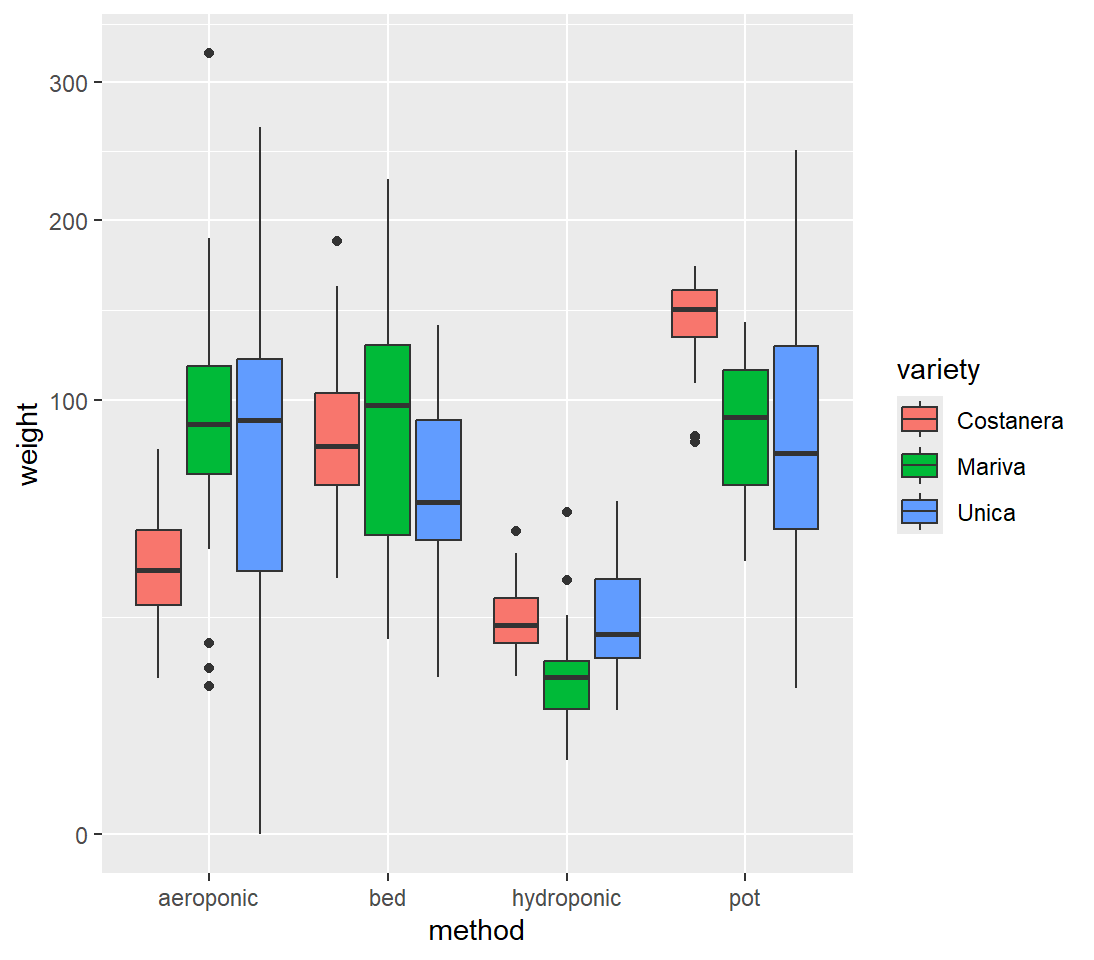 300
200
100
0
weight
aeroponic bed hydroponic pot
method
variety
Costanera
Mariva
Unica